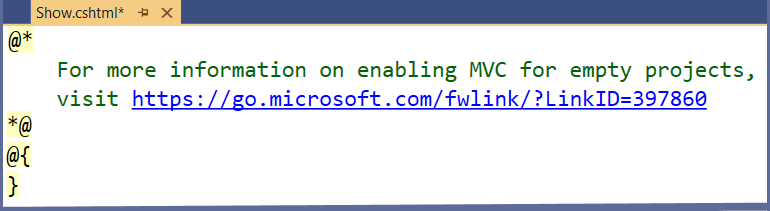 Show.cshtml*
@*
For more information on enabling MVC for empty projects,
visit https://go.microsoft.com/fwlink/?LinkID=397860
*@
@{
}